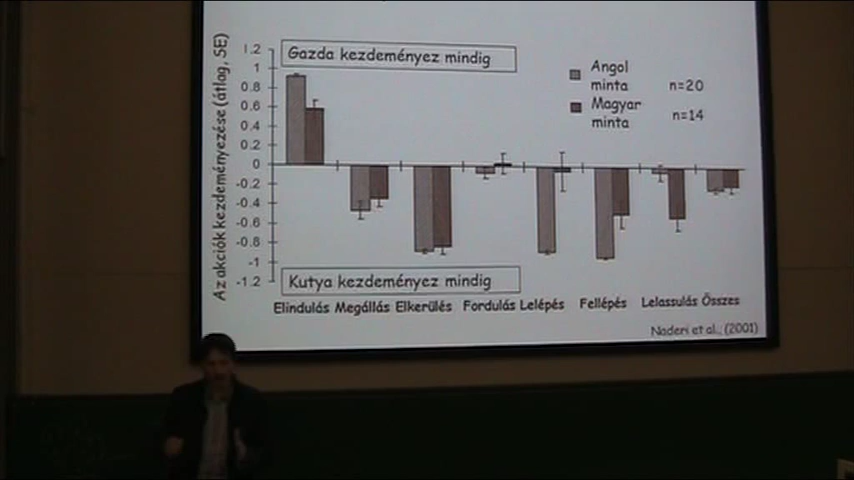 Az akciók kezdeményezése (átlag, SE)
1.2
1
0.8
0.6
0.4
0.2
0
-0.2
-0.4
-0.6
-0.8
-1
-1.2
Gazda kezdeményez mindig
Angol
minta n=20
Magyar
minta n=14
Kutya kezdeményez mindig
Elindulás Megállás Elkerülés Fordulás Lelépés Fellépés Lelassulás Összes
Naderi et al., (2001)